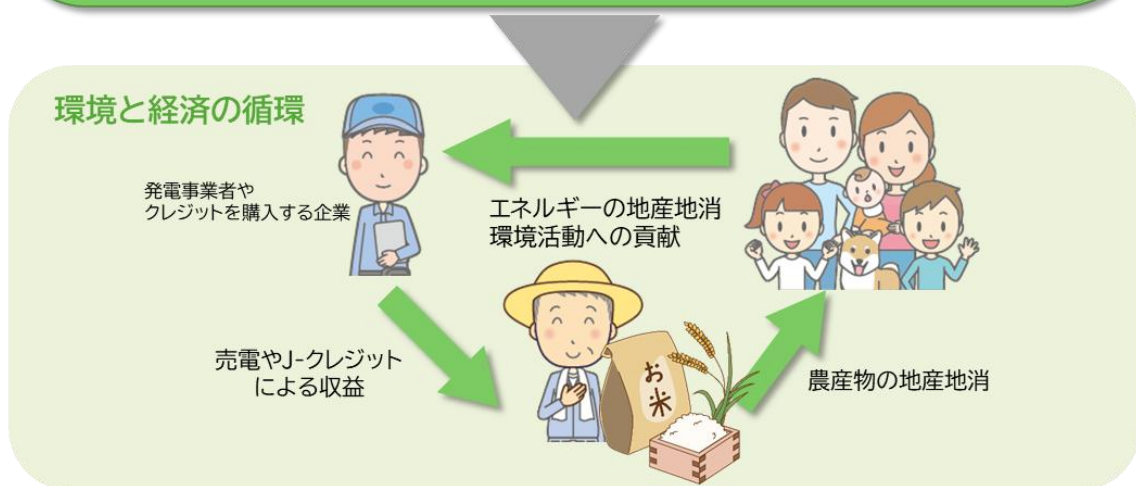 環境と経済の循環
発電事業者や
クレジットを購入する企業
エネルギーの地産地消
環境活動への貢献
売電やJ-クレジット
による収益
お米
農産物の地産地消